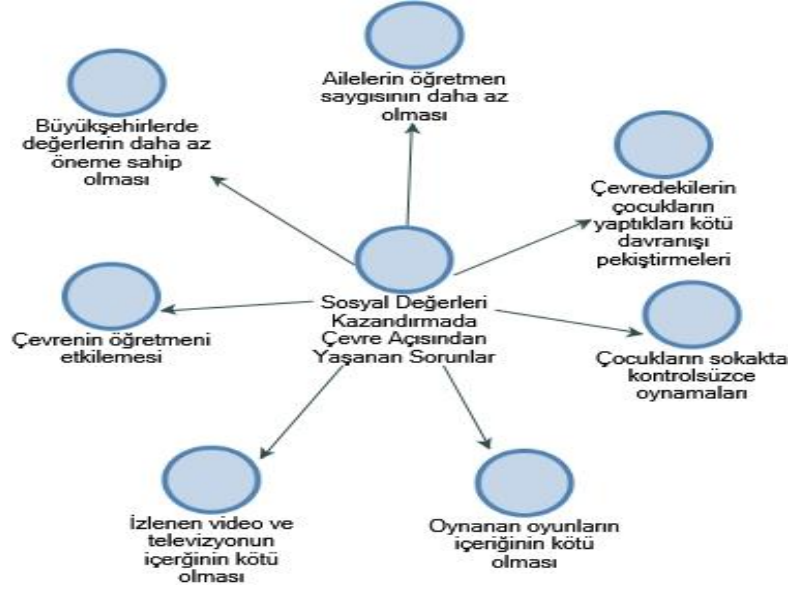 Ailelerin öğretmen
saygısının daha az
olması
Büyükşehirlerde
değerlerin daha az
öneme sahip
olması
Çevredekilerin
çocukların
yaptıkları kötü
davranışı
pekiştirmeleri
Sosyal Değerleri
Kazandırmada
Çevre Açısından
Yaşanan Sorunlar
Çevrenin öğretmeni
etkilemesi
Çocukların sokakta
kontrolsüzce
oynamaları
İzlenen video ve
televizyonun
içerğinin kötü
olması
Oynanan oyunların
içeriğinin kötü
olması